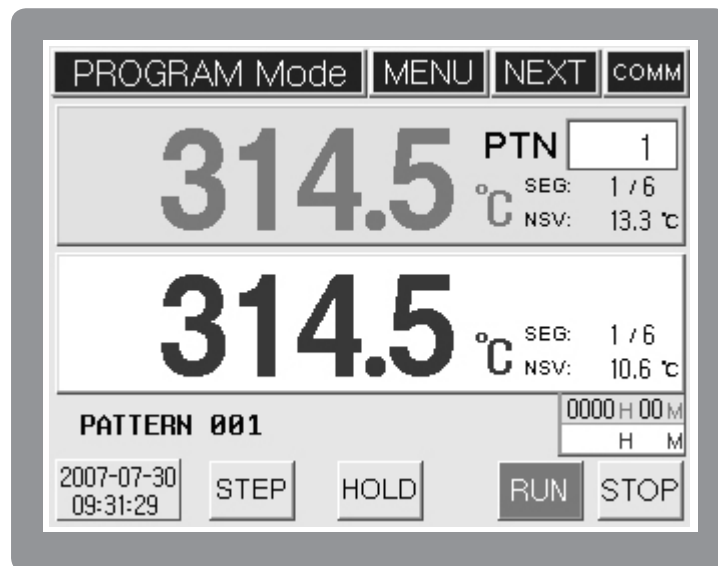 PROGRAM Mode MENU NEXT COMM
314.5 °C PTN 1
SEG: 1 / 6
NSV: 13.3 ℃
314.5 °C SEG: 1 / 6
NSV: 10.6 ℃
PATTERN 001
0000 H 00 M
H M
2007-07-30
09:31:29
STEP HOLD RUN STOP